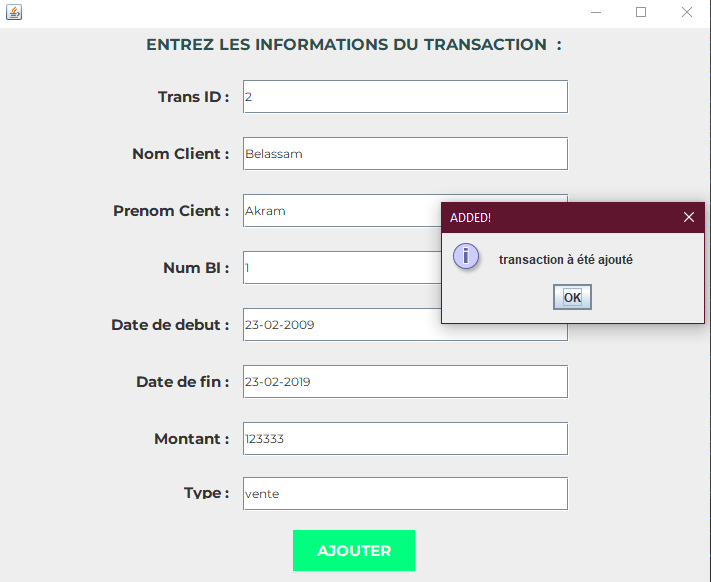 ENTREZ LES INFORMATIONS DU TRANSACTION :
Trans ID : 2
Nom Client : Belassam
Prenom Cient : Akram
ADDED!
Num BI : 1
transaction à été ajouté
OK
Date de debut : 23-02-2009
Date de fin : 23-02-2019
Montant : 123333
Type : vente
AJOUTER